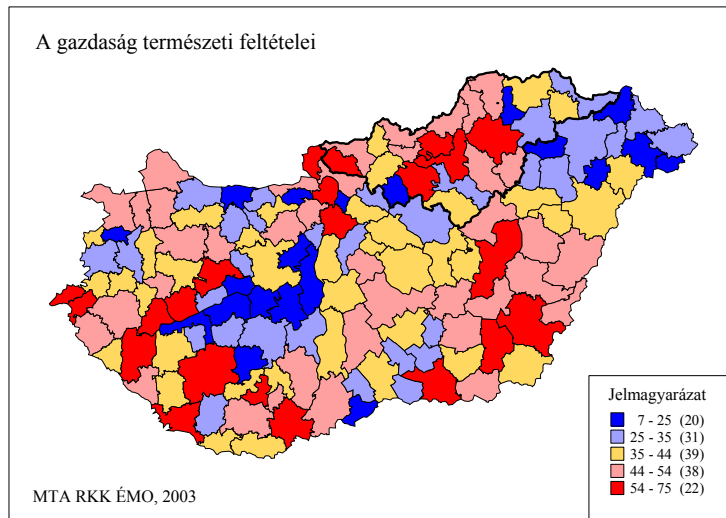 A gazdaság természeti feltételei
Jelmagyarázat
7 - 25 (20)
25 - 35 (31)
35 - 44 (39)
44 - 54 (38)
54 - 75 (22)
MTA RKK ÉMO, 2003